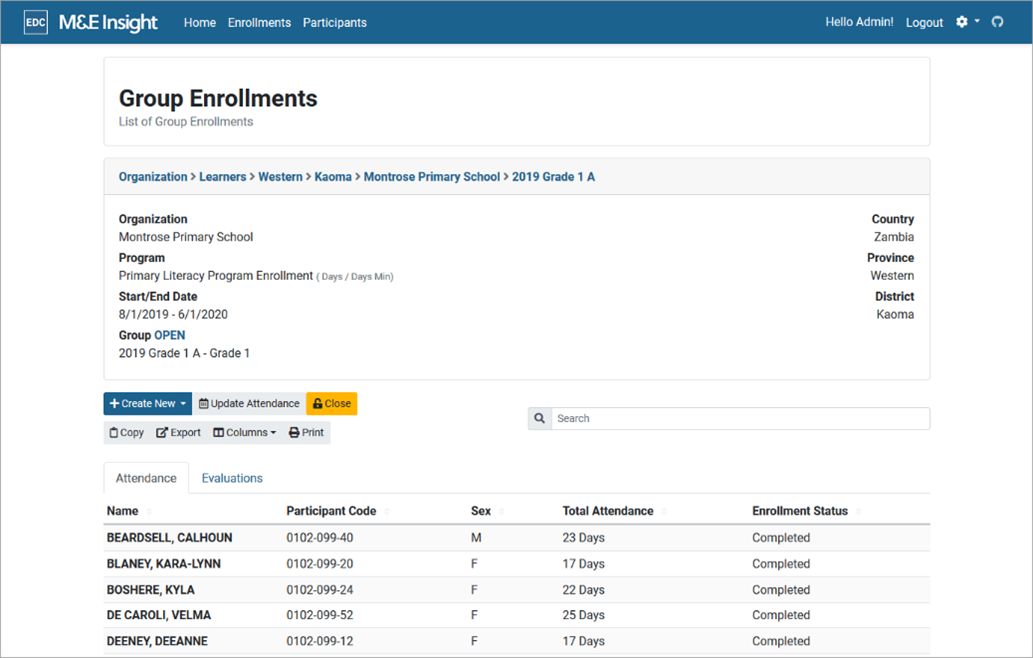 EDC M&E Insight Home Enrollments Participants Hello Admin! Logout
Group Enrollments
List of Group Enrollments
Organization > Learners > Western > Kaoma > Montrose Primary School > 2019 Grade 1 A
Organization Country
Montrose Primary School Zambia
Program Province
Primary Literacy Program Enrollment ( Days / Days Min) Western
Start/End Date District
8/1/2019 - 6/1/2020 Kaoma
Group OPEN
2019 Grade 1 A - Grade 1
Create New Update Attendance Close
Search
Copy Export Columns Print
Attendance Evaluations
Name Participant Code Sex Total Attendance Enrollment Status
BEARDSELL, CALHOUN 0102-099-40 M 23 Days Completed
BLANEY, KARA-LYNN 0102-099-20 F 17 Days Completed
BOSHERE, KYLA 0102-099-24 F 22 Days Completed
DE CAROLI, VELMA 0102-099-52 F 25 Days Completed
DEENEY, DEEANNE 0102-099-12 F 17 Days Completed